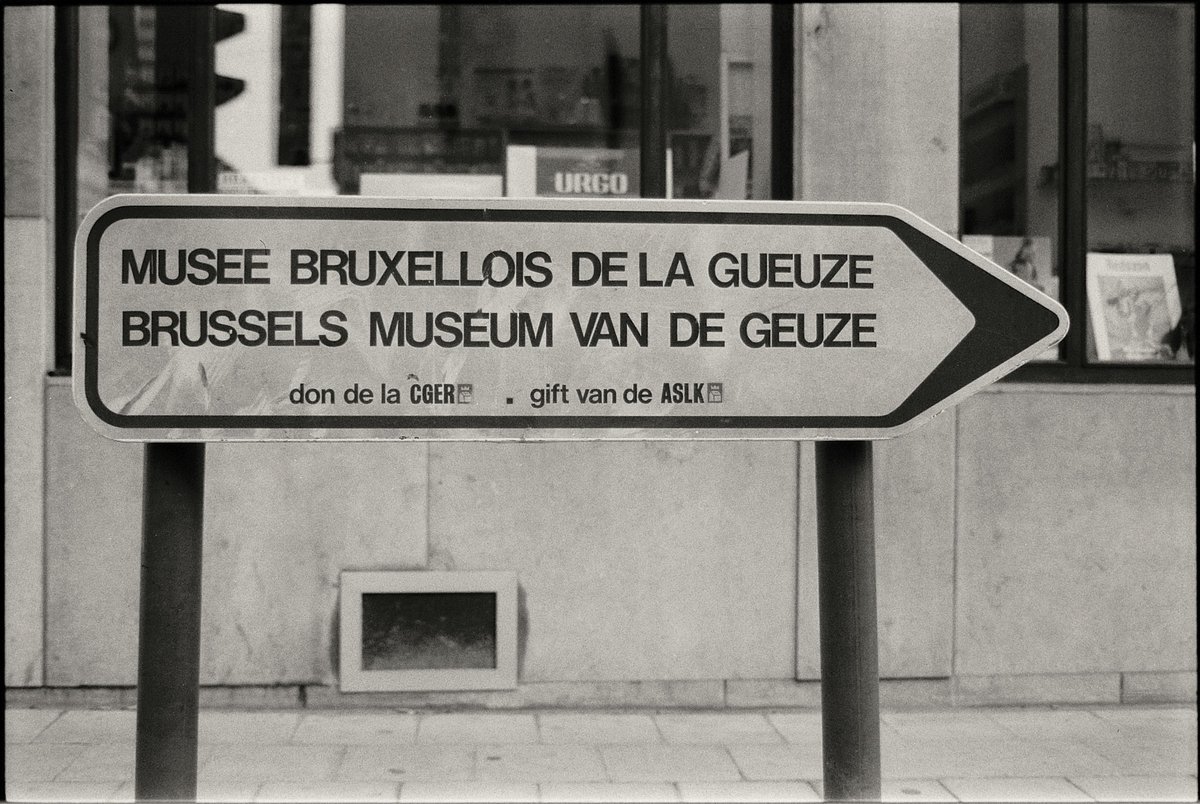 URGO
MUSEE BRUXELLOIS DE LA GUEUZE
BRUSSELS MUSEUM VAN DE GEUZE
don de la CGER . gift van de ASLK